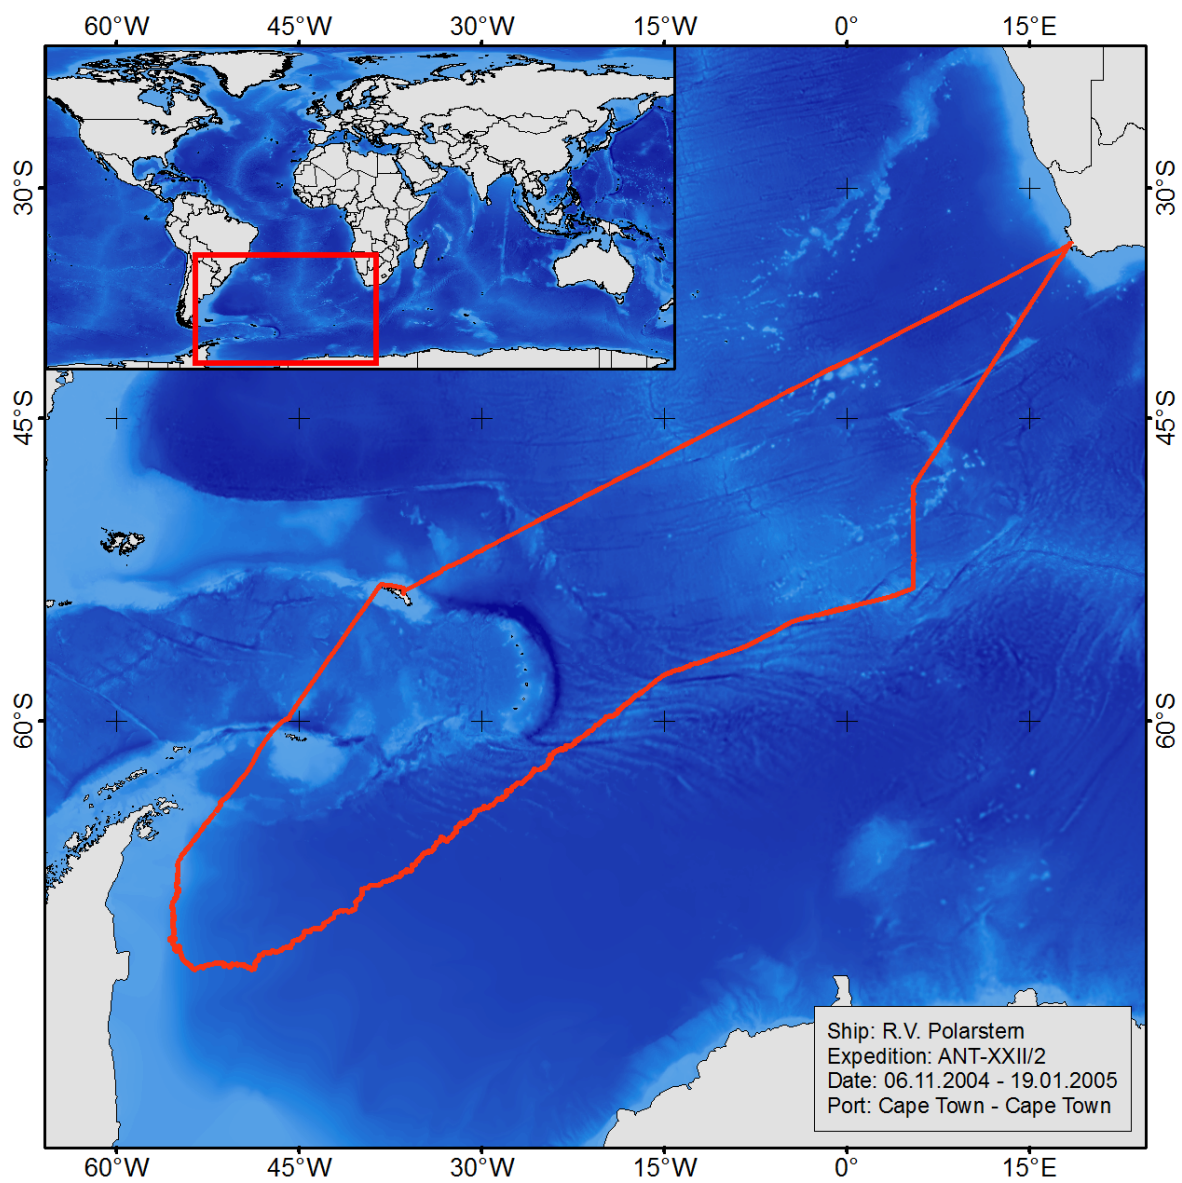 60°W 45°W 30°W 15°W 0° 15°E
30°S 30°S
45°S 45°S
60°S 60°S
Ship: R.V. Polarstern
Expedition: ANT-XXII/2
Date: 06.11.2004 - 19.01.2005
Port: Cape Town - Cape Town
60°W 45°W 30°W 15°W 0° 15°E